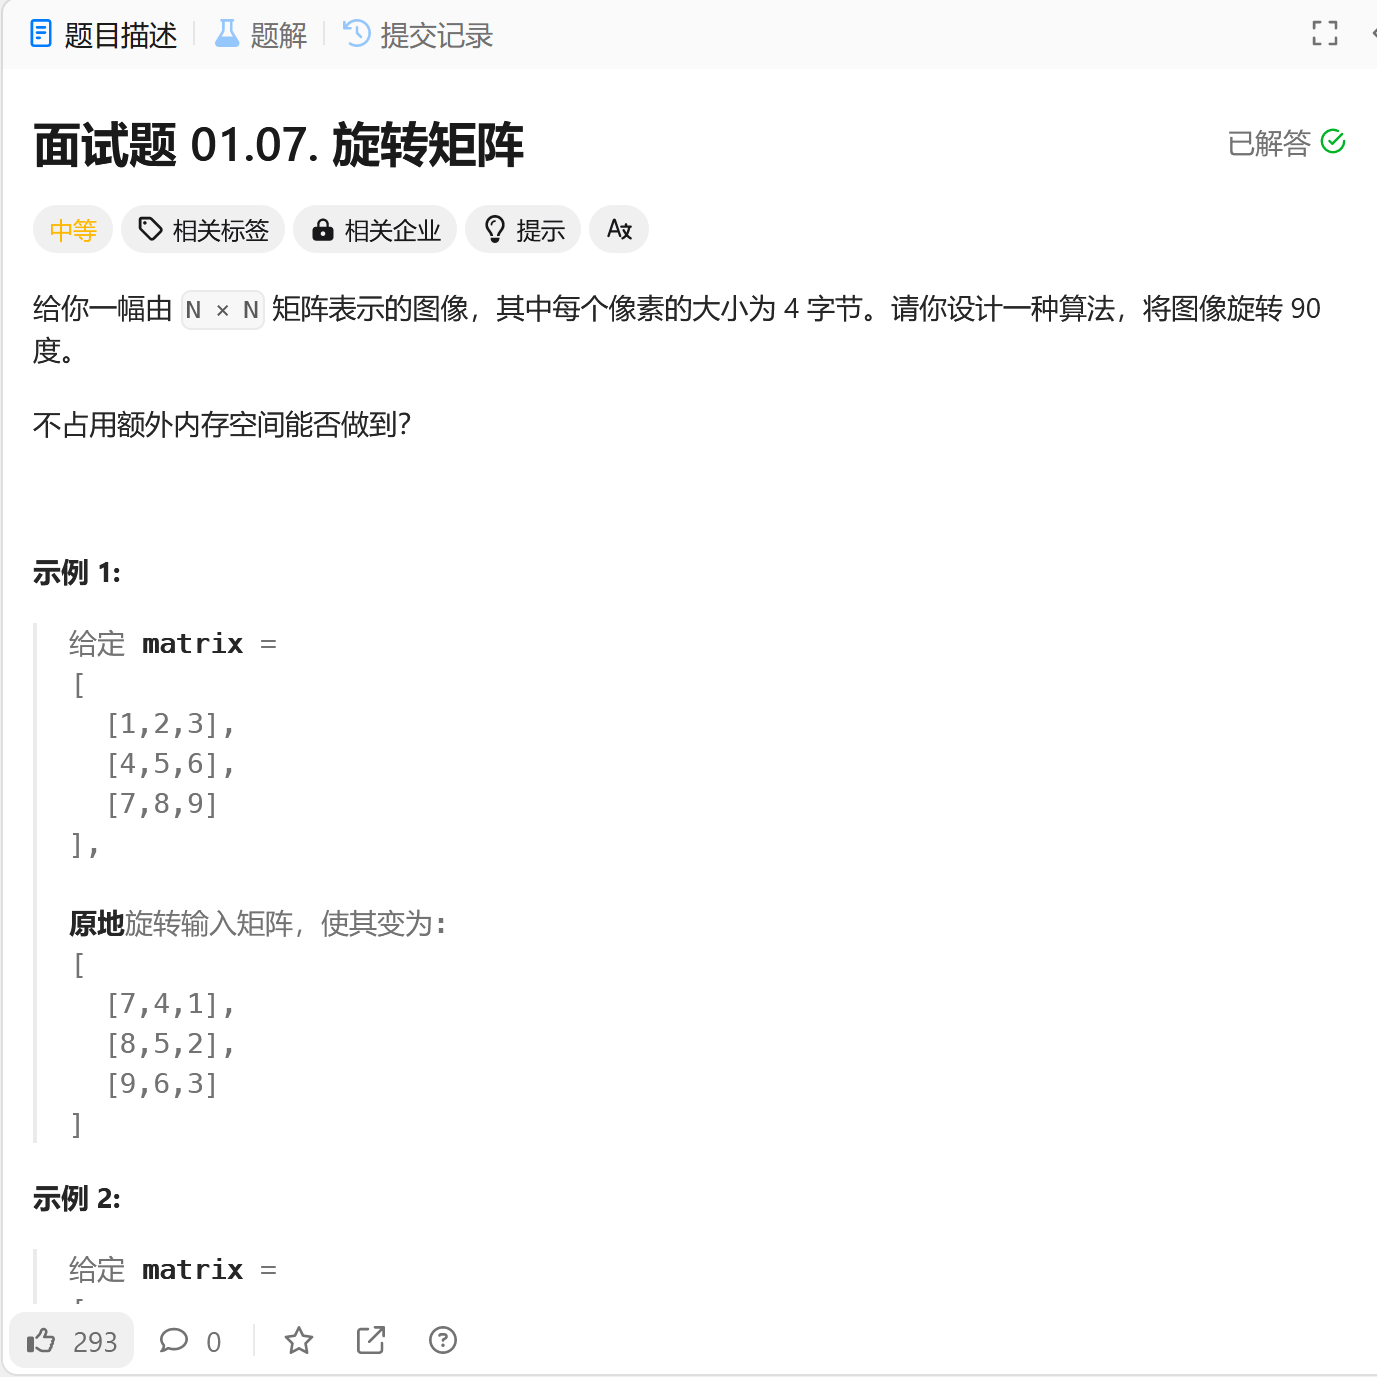 题目描述 题解 提交记录
面试题 01.07. 旋转矩阵
已解答
中等 相关标签 相关企业 提示
给你一幅由 N × N 矩阵表示的图像，其中每个像素的大小为 4 字节。请你设计一种算法，将图像旋转 90
度。
不占用额外内存空间能否做到？
示例 1:
给定 matrix =
[
[1,2,3],
[4,5,6],
[7,8,9]
],
原地旋转输入矩阵，使其变为:
[
[7,4,1],
[8,5,2],
[9,6,3]
]
示例 2:
给定 matrix =
293 0